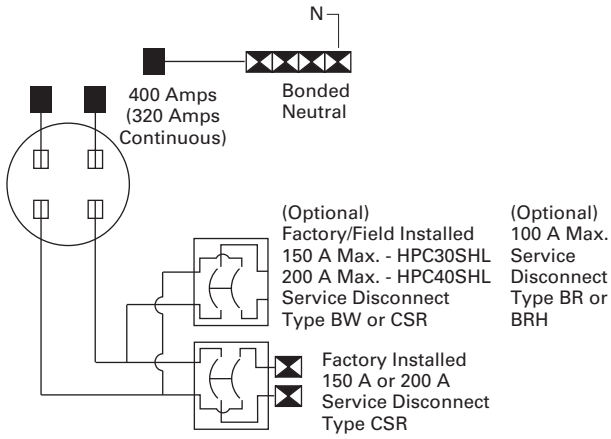 N
400 Amps
(320 Amps
Continuous)
Bonded
Neutral
(Optional)
Factory/Field Installed
150 A Max. - HPC30SHL
200 A Max. - HPC40SHL
Service Disconnect
Type BW or CSR
(Optional)
100 A Max.
Service
Disconnect
Type BR or
BRH
Factory Installed
150 A or 200 A
Service Disconnect
Type CSR